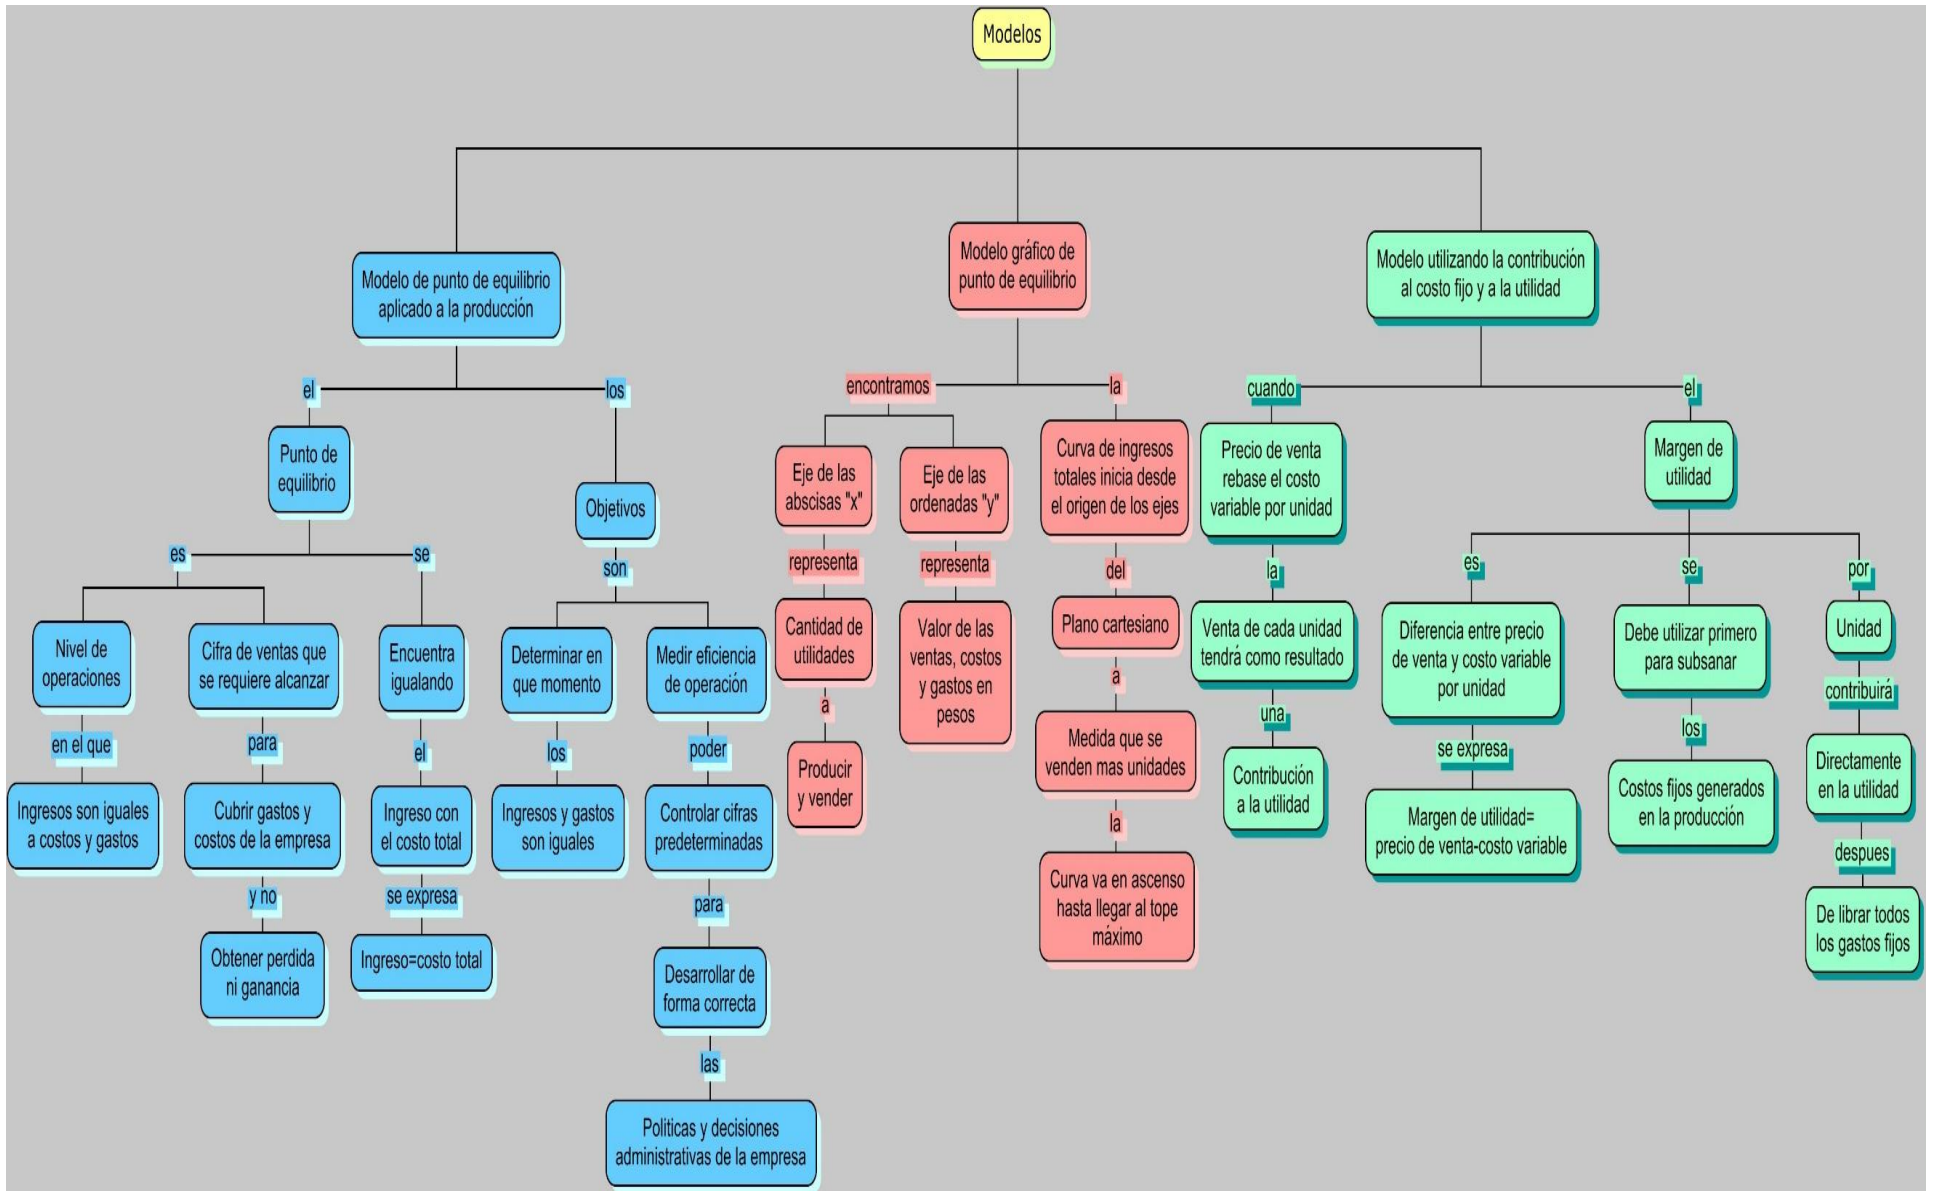 Modelos
Modelo de punto de equilibrio
aplicado a la producción
el
Punto de
equilibrio
es
Nivel de
operaciones
en el que
Ingresos son iguales
a costos y gastos
Cifra de ventas que
se requiere alcanzar
para
Cubrir gastos y
costos de la empresa
y no
Obtener perdida
ni ganancia
se
Encuentra
igualando
el
Ingreso con
el costo total
se expresa
Ingreso=costo total
los
Objetivos
son
Determinar en
que momento
los
Ingresos y gastos
son iguales
Medir eficiencia
de operación
poder
Controlar cifras
predeterminadas
para
Desarrollar de
forma correcta
las
Politicas y decisiones
administrativas de la empresa
Modelo gráfico de
punto de equilibrio
encontramos
Eje de las
abscisas "x"
representa
Cantidad de
utilidades
a
Producir
y vender
Eje de las
ordenadas "y"
representa
Valor de las
ventas, costos
y gastos en
pesos
la
Curva de ingresos
totales inicia desde
el origen de los ejes
del
Plano cartesiano
a
Medida que se
venden mas unidades
la
Curva va en ascenso
hasta llegar al tope
máximo
Modelo utilizando la contribución
al costo fijo y a la utilidad
cuando
Precio de venta
rebase el costo
variable por unidad
la
Venta de cada unidad
tendrá como resultado
una
Contribución
a la utilidad
el
Margen de
utilidad
es
Diferencia entre precio
de venta y costo variable
por unidad
se expresa
Margen de utilidad=
precio de venta-costo variable
se
Debe utilizar primero
para subsanar
los
Costos fijos generados
en la producción
por
Unidad
contribuirá
Directamente
en la utilidad
despues
De librar todos
los gastos fijos